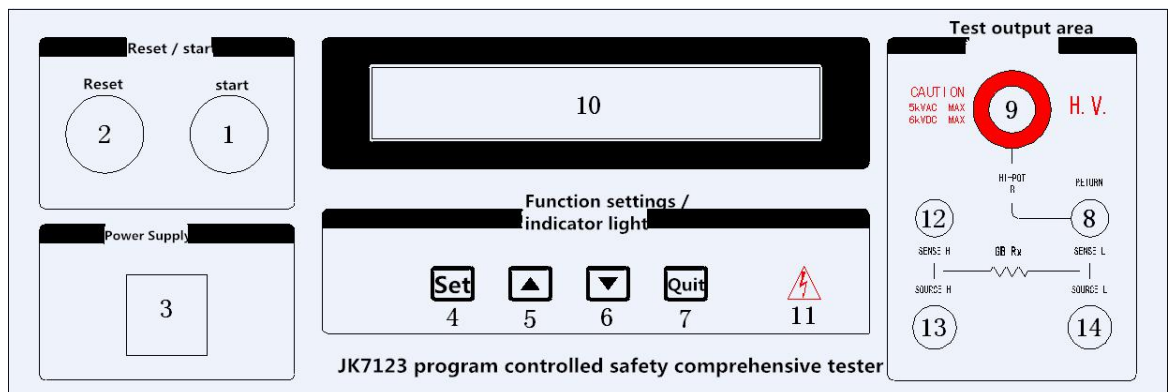 Reset / start
Reset
start
2
1
Power Supply
3
10
Function settings /
indicator light
Set
Quit
4
5
6
7
11
JK7123 program controlled safety comprehensive tester
Test output area
CAUTION
5kVAC MAX
6kVDC MAX
9
H.V.
HI-POT
R
RETURN
12
8
SENSE H
GB Rx
SENSE L
SOURCE H
SOURCE L
13
14